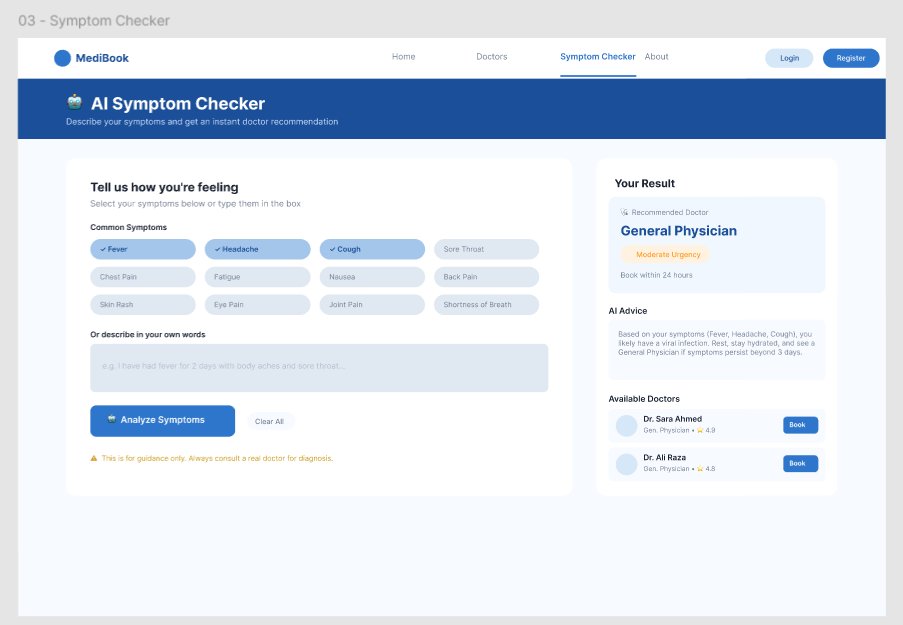 03 - Symptom Checker
MediBook
Home Doctors Symptom Checker About
Login Register
AI Symptom Checker
Describe your symptoms and get an instant doctor recommendation
Tell us how you're feeling
Select your symptoms below or type them in the box
Common Symptoms
✓ Fever ✓ Headache ✓ Cough Sore Throat
Chest Pain Fatigue Nausea Back Pain
Skin Rash Eye Pain Joint Pain Shortness of Breath
Or describe in your own words
e.g. I have had fever for 2 days with body aches and sore throat...
Analyze Symptoms Clear All
This is for guidance only. Always consult a real doctor for diagnosis.
Your Result
Recommended Doctor
General Physician
Moderate Urgency
Book within 24 hours
AI Advice
Based on your symptoms (Fever, Headache, Cough), you
likely have a viral infection. Rest, stay hydrated, and see a
General Physician if symptoms persist beyond 3 days.
Available Doctors
Dr. Sara Ahmed
Gen. Physician • ⭐ 4.9
Book
Dr. Ali Raza
Gen. Physician • ⭐ 4.8
Book